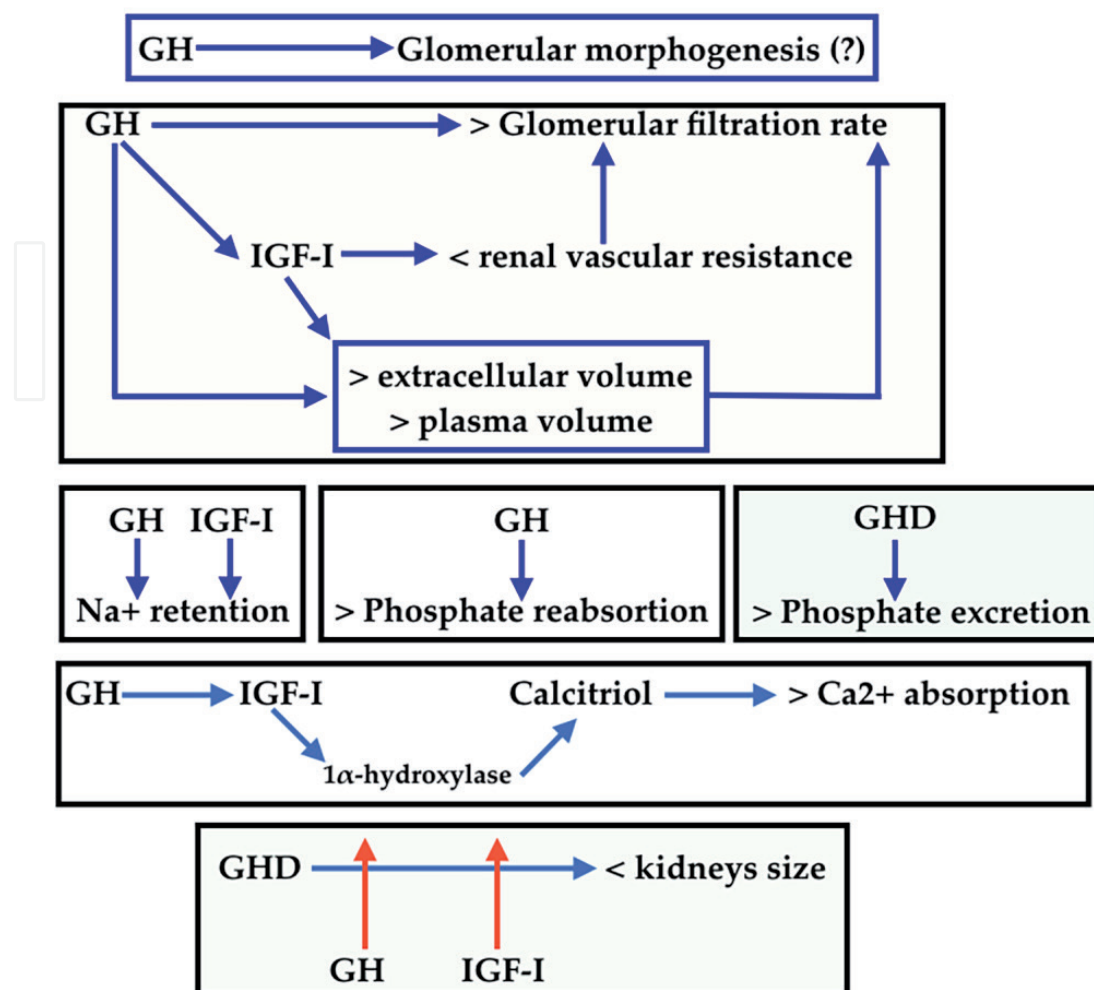 GH Glomerular morphogenesis (?)
GH > Glomerular filtration rate
IGF-I < renal vascular resistance
> extracellular volume
> plasma volume
GH IGF-I
Na+ retention
GH
> Phosphate reabsortion
GHD
> Phosphate excretion
GH IGF-I Calcitriol > Ca2+ absorption
1α-hydroxylase
GHD < kidneys size
GH IGF-I